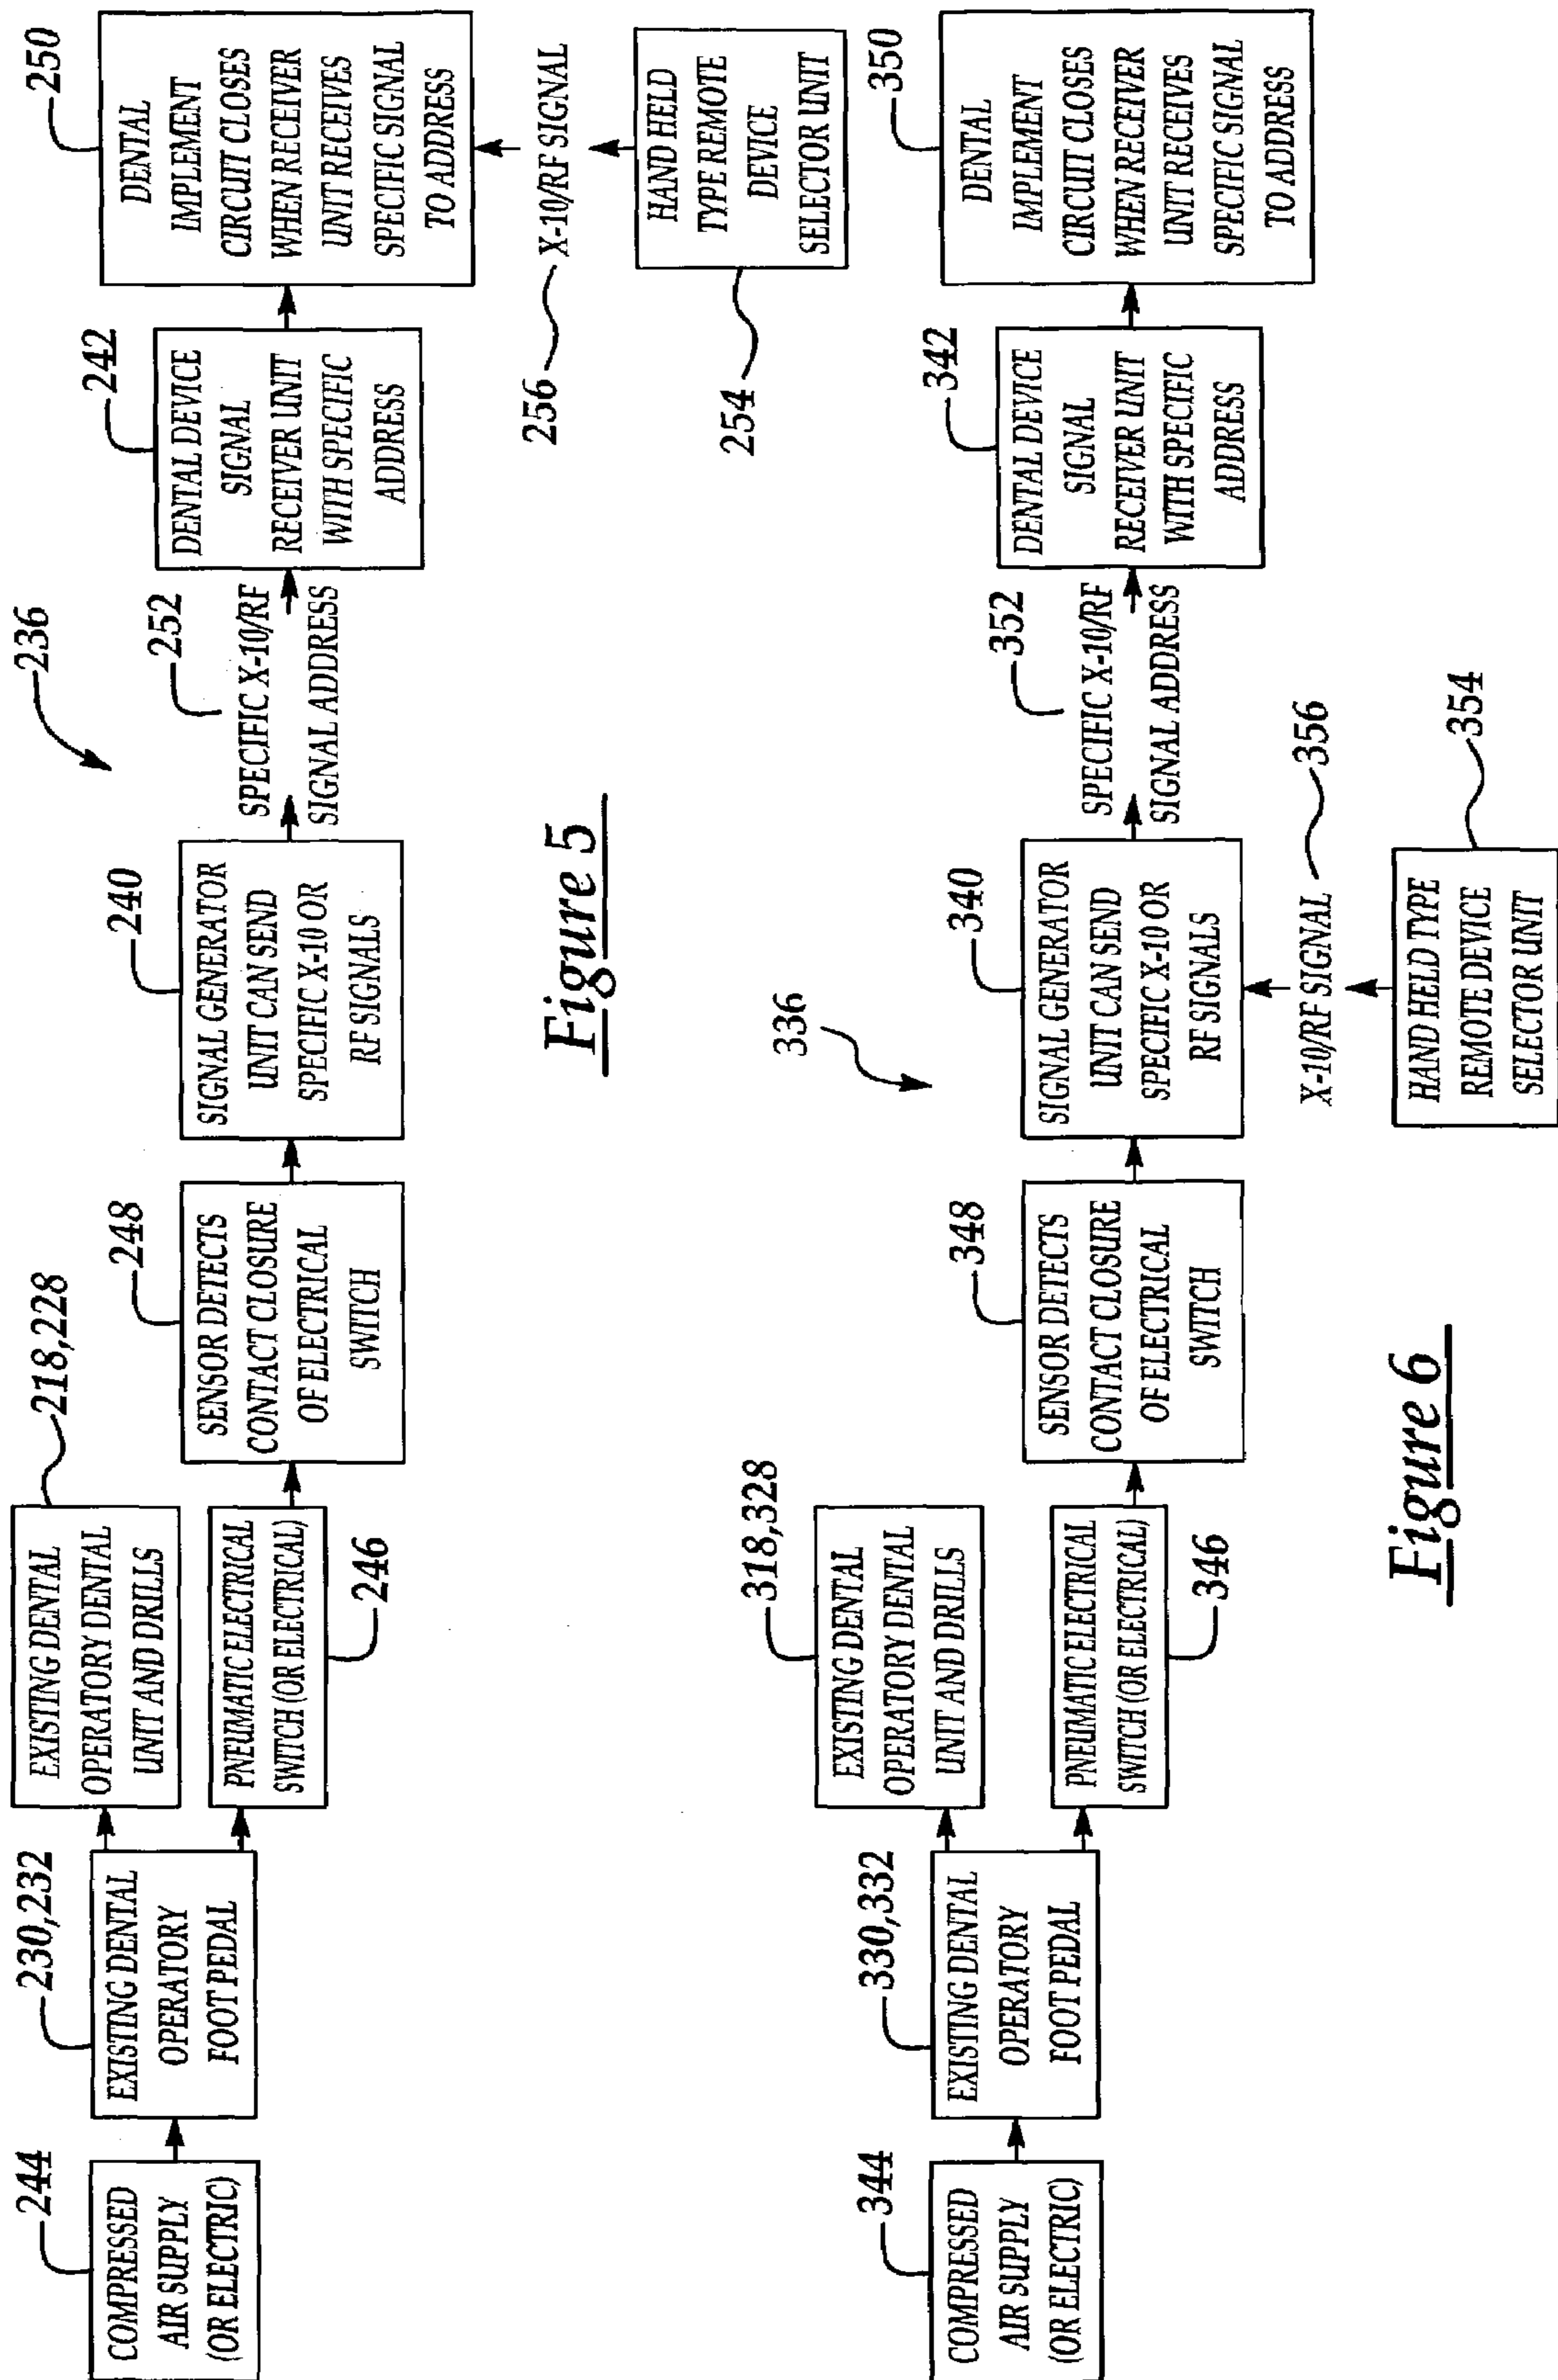 236
244
COMPRESSED
AIR SUPPLY
(OR ELECTRIC)
230,232
EXISTING DENTAL
OPERATORY
FOOT PEDAL
218,228
EXISTING DENTAL
OPERATORY DENTAL
UNIT AND DRILLS
PNEUMATIC ELECTRICAL
SWITCH (OR ELECTRICAL)
246
248
SENSOR DETECTS
CONTACT CLOSURE
OF ELECTRICAL
SWITCH
240
SIGNAL GENERATOR
UNIT CAN SEND
SPECIFIC X-10 OR
RF SIGNALS
252
SPECIFIC X-10/RF
SIGNAL ADDRESS
242
DENTAL DEVICE
SIGNAL
RECEIVER UNIT
WITH SPECIFIC
ADDRESS
250
DENTAL
IMPLEMENT
CIRCUIT CLOSES
WHEN RECEIVER
UNIT RECEIVES
SPECIFIC SIGNAL
TO ADDRESS
256
X-10/RF SIGNAL
254
HAND HELD
TYPE REMOTE
DEVICE
SELECTOR UNIT
Figure 5
336
344
COMPRESSED
AIR SUPPLY
(OR ELECTRIC)
330,332
EXISTING DENTAL
OPERATORY
FOOT PEDAL
318,328
EXISTING DENTAL
OPERATORY DENTAL
UNIT AND DRILLS
PNEUMATIC ELECTRICAL
SWITCH (OR ELECTRICAL)
346
348
SENSOR DETECTS
CONTACT CLOSURE
OF ELECTRICAL
SWITCH
340
SIGNAL GENERATOR
UNIT CAN SEND
SPECIFIC X-10 OR
RF SIGNALS
352
SPECIFIC X-10/RF
SIGNAL ADDRESS
342
DENTAL DEVICE
SIGNAL
RECEIVER UNIT
WITH SPECIFIC
ADDRESS
350
DENTAL
IMPLEMENT
CIRCUIT CLOSES
WHEN RECEIVER
UNIT RECEIVES
SPECIFIC SIGNAL
TO ADDRESS
X-10/RF SIGNAL
356
HAND HELD TYPE
REMOTE DEVICE
SELECTOR UNIT
354
Figure 6